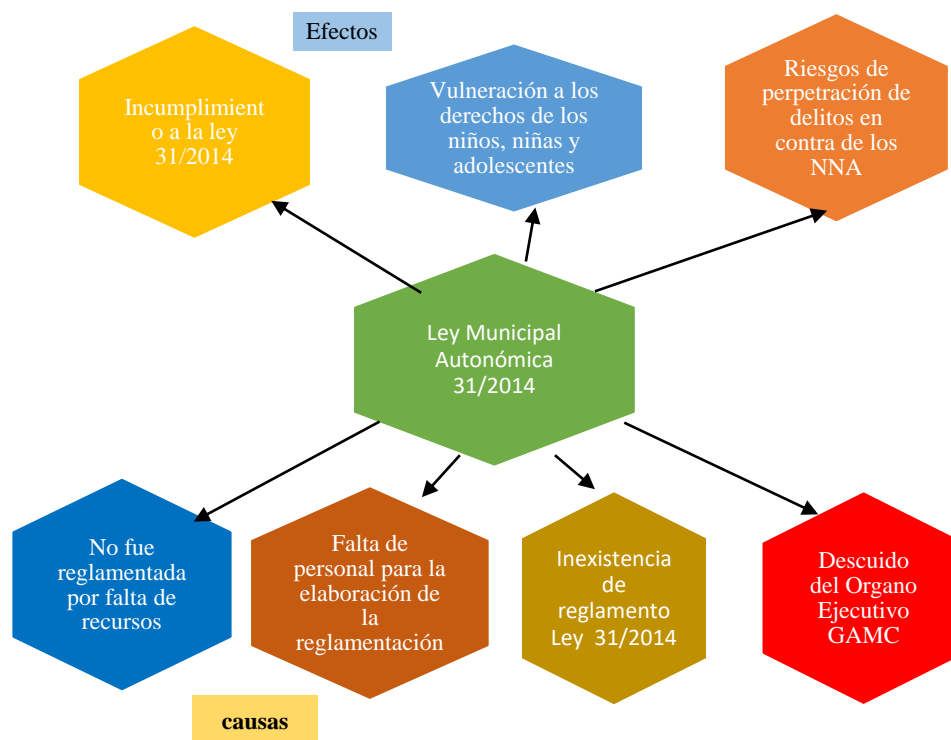 Efectos
Incumplimient
o a la ley
31/2014
Vulneración a los
derechos de los
niños, niñas y
adolescentes
Riesgos de
perpetración de
delitos en
contra de los
NNA
Ley Municipal
Autonómica
31/2014
No fue
reglamentada
por falta de
recursos
Falta de
personal para la
elaboración de
la
reglamentación
Inexistencia
de
reglamento
Ley 31/2014
Descuido
del Organo
Ejecutivo
GAMC
causas